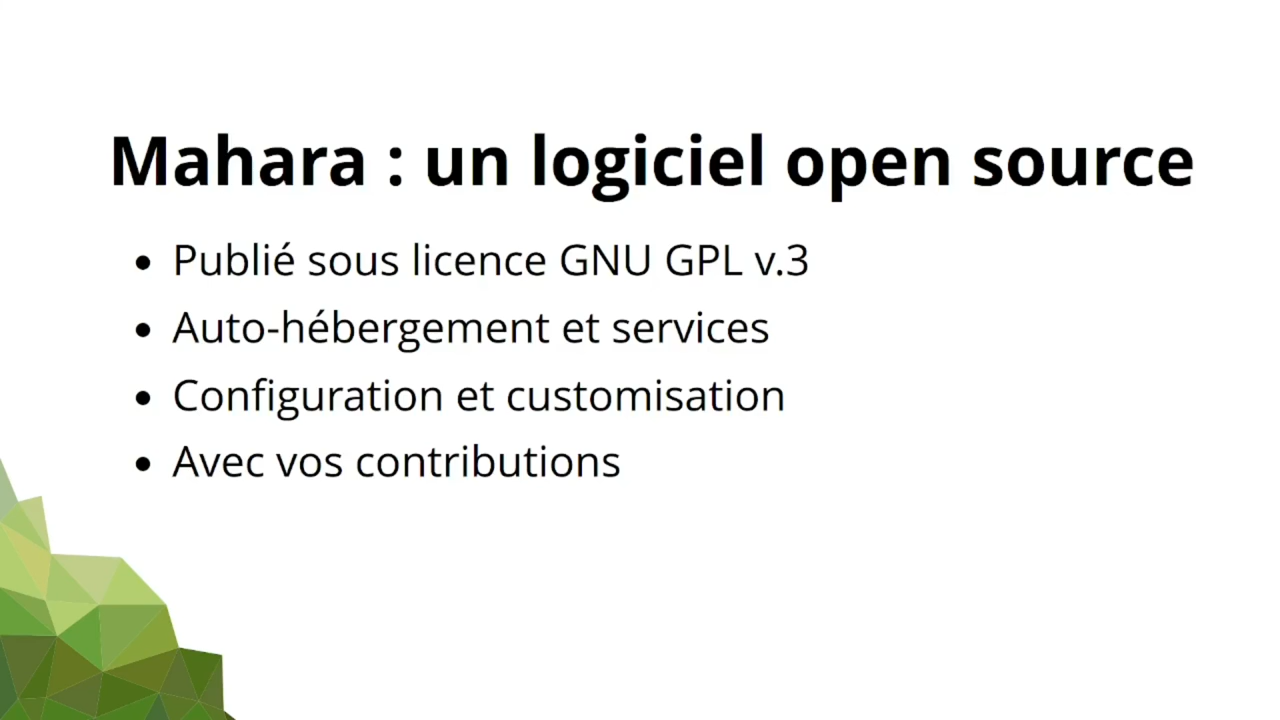 Mahara : un logiciel open source
• Publié sous licence GNU GPL v.3
• Auto-hébergement et services
• Configuration et customisation
• Avec vos contributions